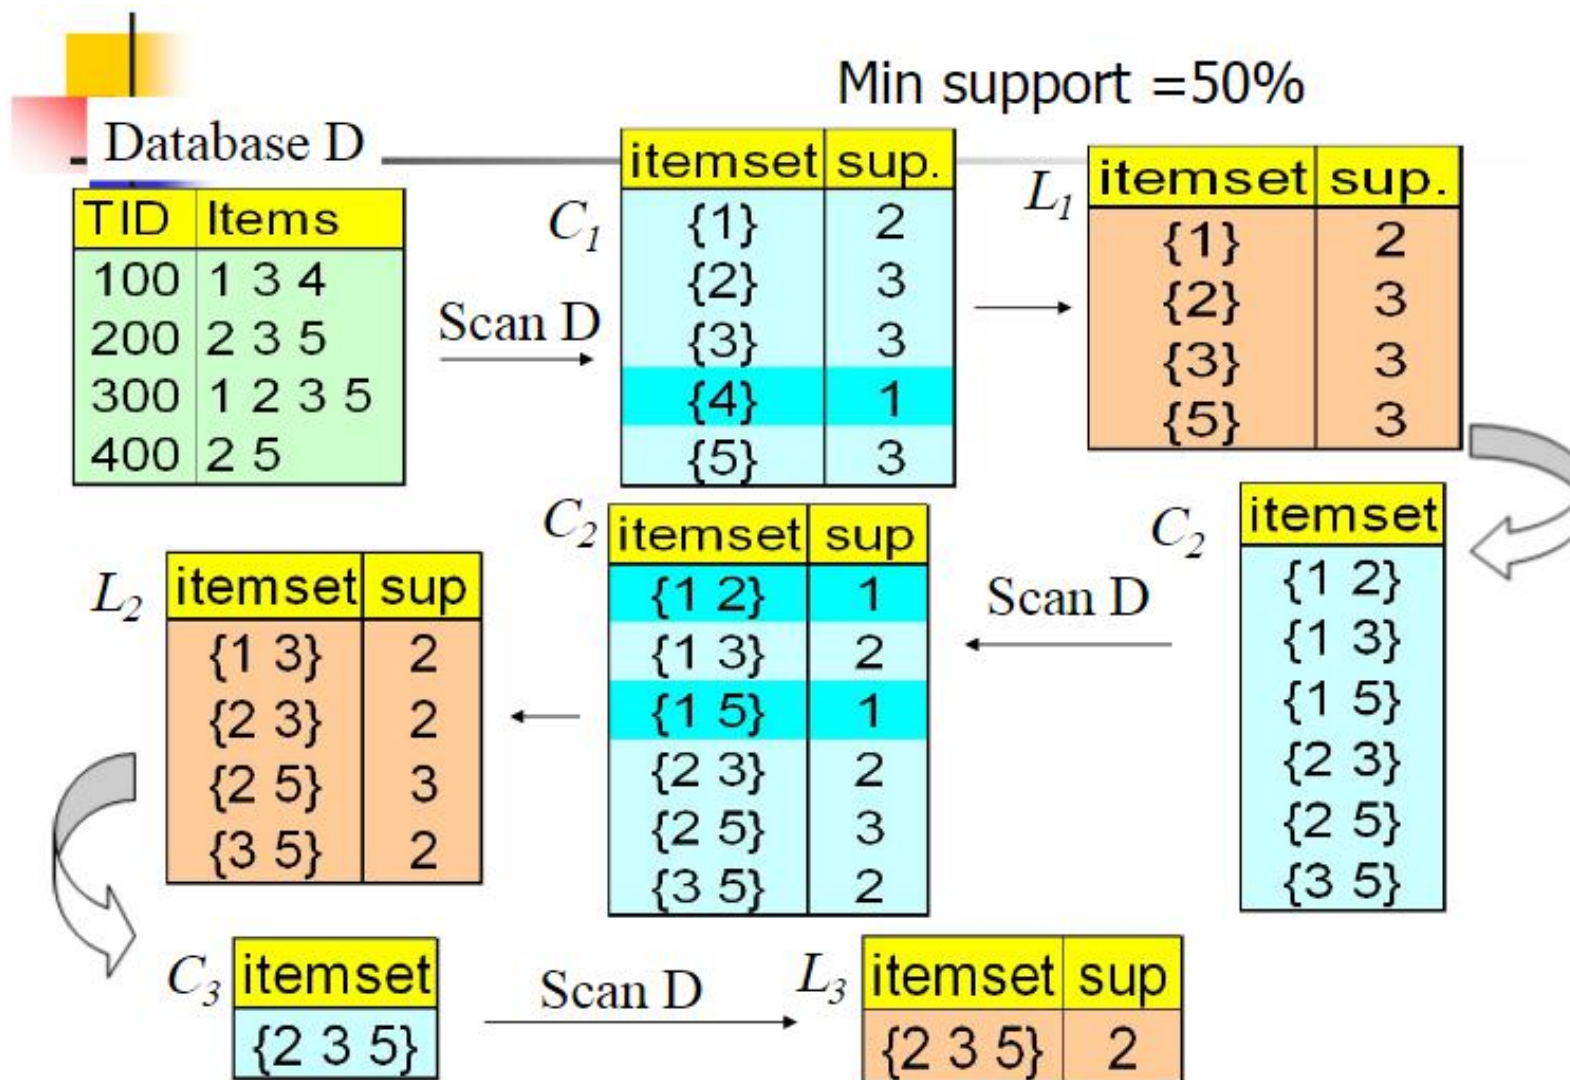 Min support =50%
Database D
TID Items
100 1 3 4
200 2 3 5
300 1 2 3 5
400 2 5
Scan D
C1
itemset sup.
{1} 2
{2} 3
{3} 3
{4} 1
{5} 3
L1
itemset sup.
{1} 2
{2} 3
{3} 3
{5} 3
C2
itemset
{1 2}
{1 3}
{1 5}
{2 3}
{2 5}
{3 5}
Scan D
C2
itemset sup
{1 2} 1
{1 3} 2
{1 5} 1
{2 3} 2
{2 5} 3
{3 5} 2
L2
itemset sup
{1 3} 2
{2 3} 2
{2 5} 3
{3 5} 2
C3
itemset
{2 3 5}
Scan D
L3
itemset sup
{2 3 5} 2